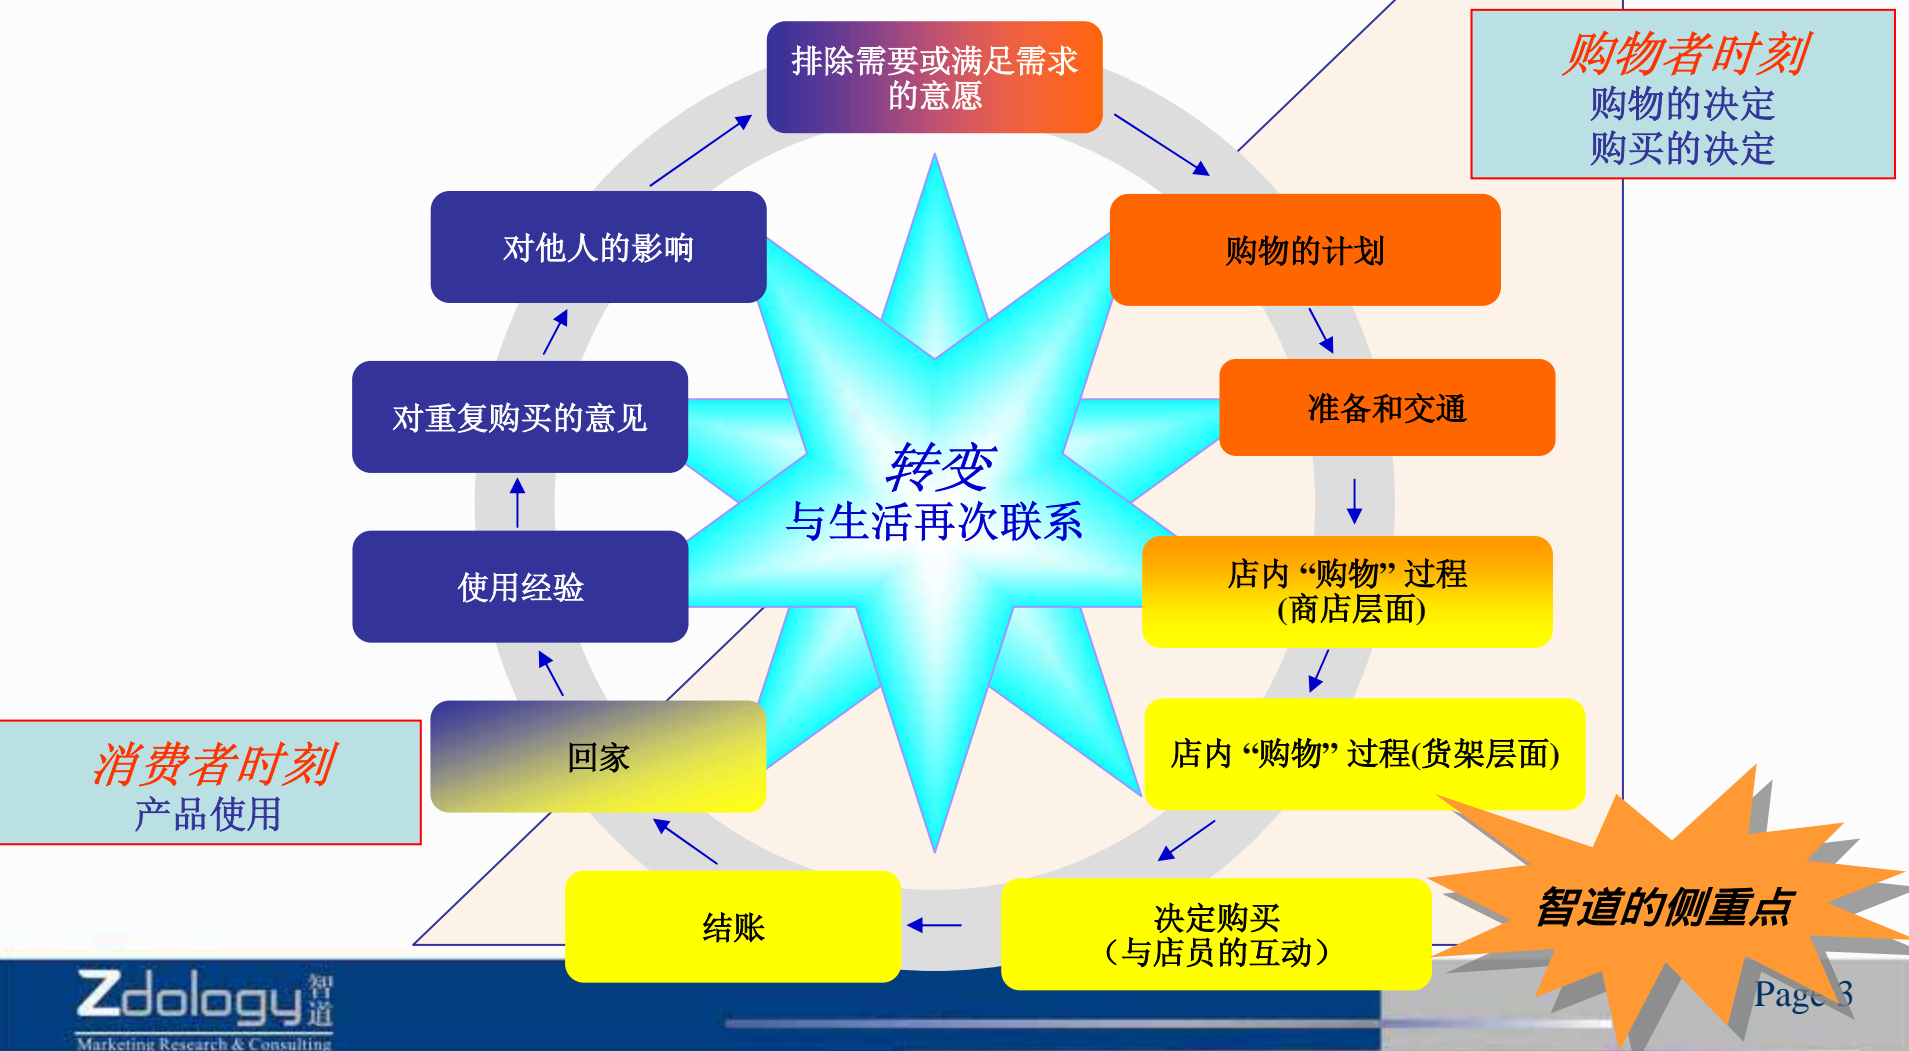 排除需要或满足需求
的意愿
购物者时刻
购物的决定
购买的决定
对他人的影响
购物的计划
对重复购买的意见
准备和交通
转变
与生活再次联系
使用经验
店内 “购物” 过程
(商店层面)
消费者时刻
产品使用
回家
店内 “购物” 过程(货架层面)
智道的侧重点
结账
决定购买
（与店员的互动）
Zdology 智道
Marketing Research & Consulting
Page 3